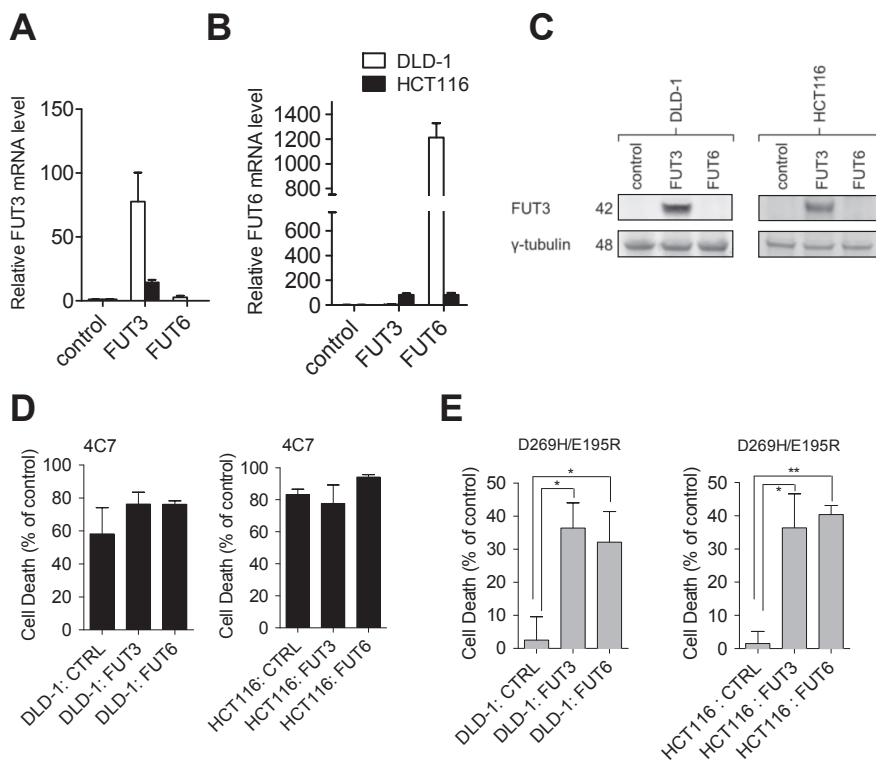 A
Relative FUT3 mRNA level
150
100
50
0
control
FUT3
FUT6
B
DLD-1
HCT116
Relative FUT6 mRNA level
1400
1200
1000
800
600
400
200
0
control
FUT3
FUT6
C
DLD-1
HCT116
control
FUT3
FUT6
control
FUT3
FUT6
FUT3 42
γ-tubulin 48
D
4C7
Cell Death (% of control)
100
80
60
40
20
0
DLD-1: CTRL
DLD-1: FUT3
DLD-1: FUT6
4C7
Cell Death (% of control)
100
80
60
40
20
0
HCT116: CTRL
HCT116: FUT3
HCT116: FUT6
E
D269H/E195R
Cell Death (% of control)
50
40
30
20
10
0
*
*
DLD-1: CTRL
DLD-1: FUT3
DLD-1: FUT6
D269H/E195R
Cell Death (% of control)
50
40
30
20
10
0
**
*
HCT116 : CTRL
HCT116 : FUT3
HCT116 : FUT6